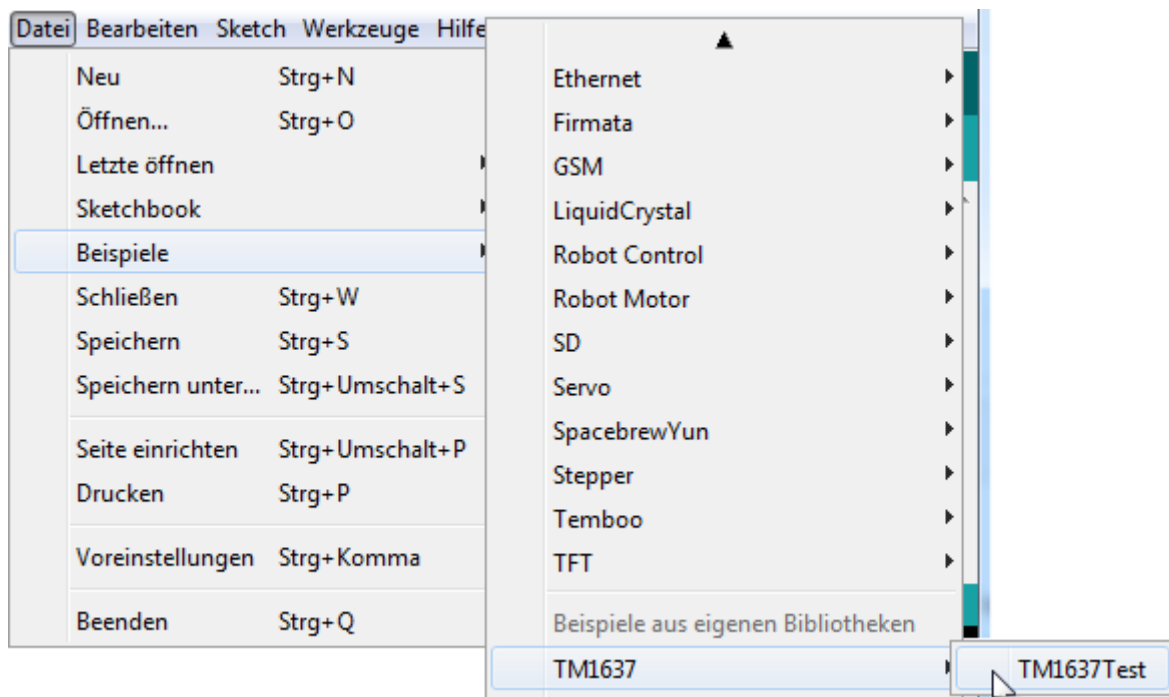 Datei Bearbeiten Sketch Werkzeuge Hilfe
Neu Strg+N
Öffnen... Strg+O
Letzte öffnen
Sketchbook
Beispiele
Schließen Strg+W
Speichern Strg+S
Speichern unter... Strg+Umschalt+S
Seite einrichten Strg+Umschalt+P
Drucken Strg+P
Voreinstellungen Strg+Komma
Beenden Strg+Q
Ethernet
Firmata
GSM
LiquidCrystal
Robot Control
Robot Motor
SD
Servo
SpacebrewYun
Stepper
Temboo
TFT
Beispiele aus eigenen Bibliotheken
TM1637
TM1637Test